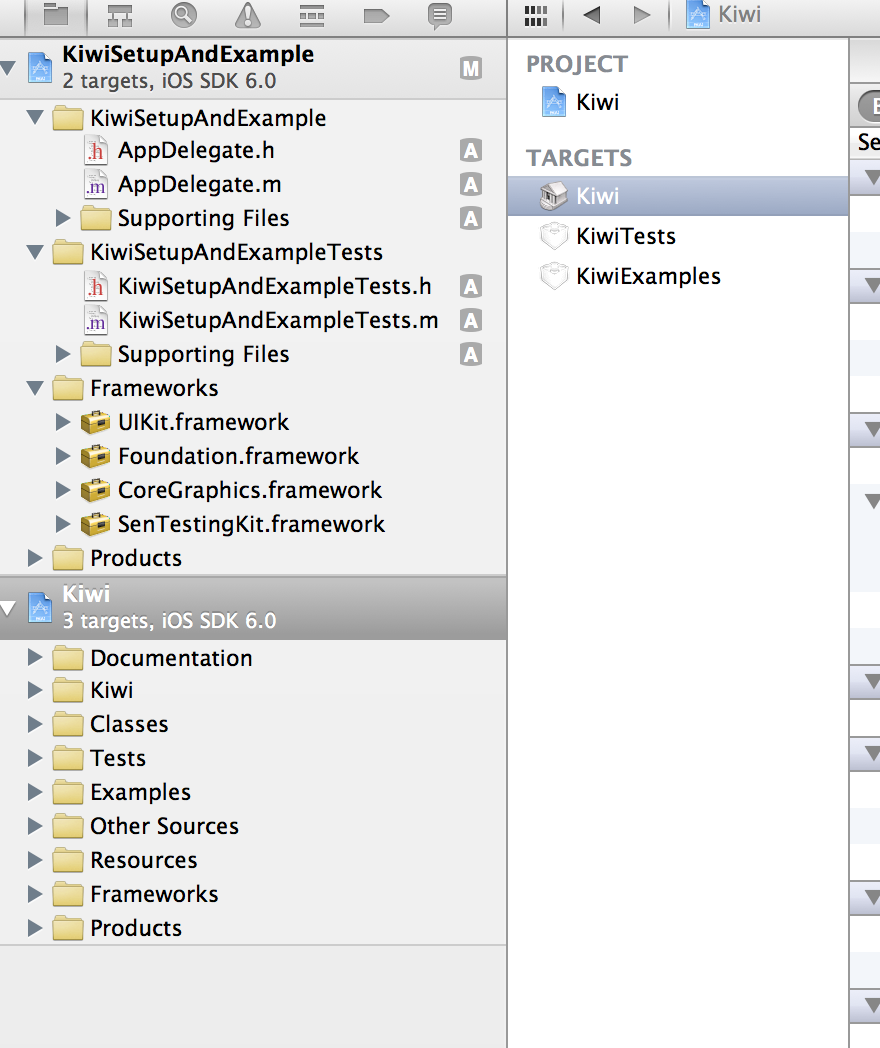 KiwiSetupAndExample
2 targets, iOS SDK 6.0
M
KiwiSetupAndExample
.h AppDelegate.h A
.m AppDelegate.m A
Supporting Files A
KiwiSetupAndExampleTests
.h KiwiSetupAndExampleTests.h A
.m KiwiSetupAndExampleTests.m A
Supporting Files A
Frameworks
UIKit.framework
Foundation.framework
CoreGraphics.framework
SenTestingKit.framework
Products
Kiwi
3 targets, iOS SDK 6.0
Documentation
Kiwi
Classes
Tests
Examples
Other Sources
Resources
Frameworks
Products
Kiwi
PROJECT
Kiwi
TARGETS
Kiwi
KiwiTests
KiwiExamples
Se